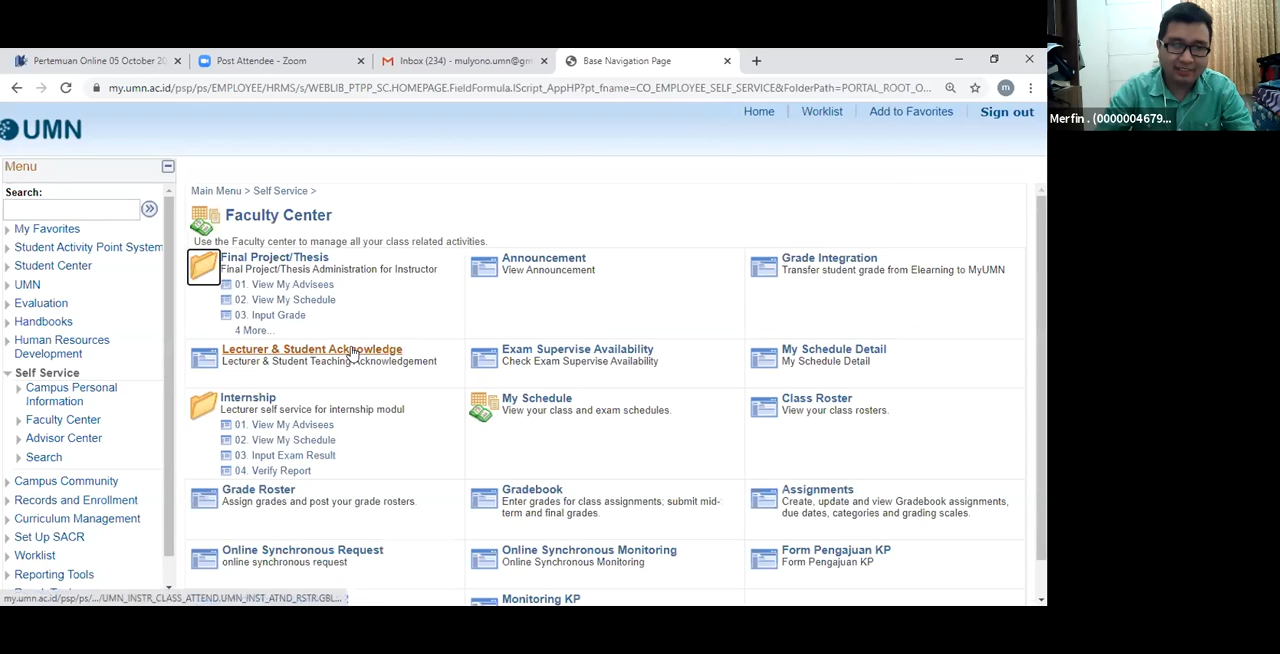 Pertemuan Online 05 October 20
Post Attendee - Zoom
Inbox (234) - mulyono.umn@gm
Base Navigation Page
my.umn.ac.id/psp/ps/EMPLOYEE/HRMS/s/WEBLIB_PTPP_SC.HOMEPAGE.FieldFormula.IScript_AppHP?pt_fname=CO_EMPLOYEE_SELF_SERVICE&FolderPath=PORTAL_ROOT_O...
m
Merfin . (0000004679...
Home
Worklist
Add to Favorites
Sign out
UMN
Menu
Search:
My Favorites
Student Activity Point System
Student Center
UMN
Evaluation
Handbooks
Human Resources
Development
Self Service
Campus Personal
Information
Faculty Center
Advisor Center
Search
Campus Community
Records and Enrollment
Curriculum Management
Set Up SACR
Worklist
Reporting Tools
Main Menu > Self Service >
Faculty Center
Use the Faculty center to manage all your class related activities.
Final Project/Thesis
Final Project/Thesis Administration for Instructor
01. View My Advisees
02. View My Schedule
03. Input Grade
4 More...
Announcement
View Announcement
Grade Integration
Transfer student grade from Elearning to MyUMN
Lecturer & Student Acknowledge
Lecturer & Student Teaching Acknowledgement
Exam Supervise Availability
Check Exam Supervise Availability
My Schedule Detail
My Schedule Detail
Internship
Lecturer self service for internship modul
01. View My Advisees
02. View My Schedule
03. Input Exam Result
04. Verify Report
My Schedule
View your class and exam schedules.
Class Roster
View your class rosters.
Grade Roster
Assign grades and post your grade rosters.
Gradebook
Enter grades for class assignments; submit mid-
term and final grades.
Assignments
Create, update and view Gradebook assignments,
due dates, categories and grading scales.
Online Synchronous Request
online synchronous request
Online Synchronous Monitoring
Online Synchronous Monitoring
Form Pengajuan KP
Form Pengajuan KP
Monitoring KP
my.umn.ac.id/psp/ps/.../UMN_INSTR_CLASS_ATTEND.UMN_INST_ATND_RSTR.GBL...